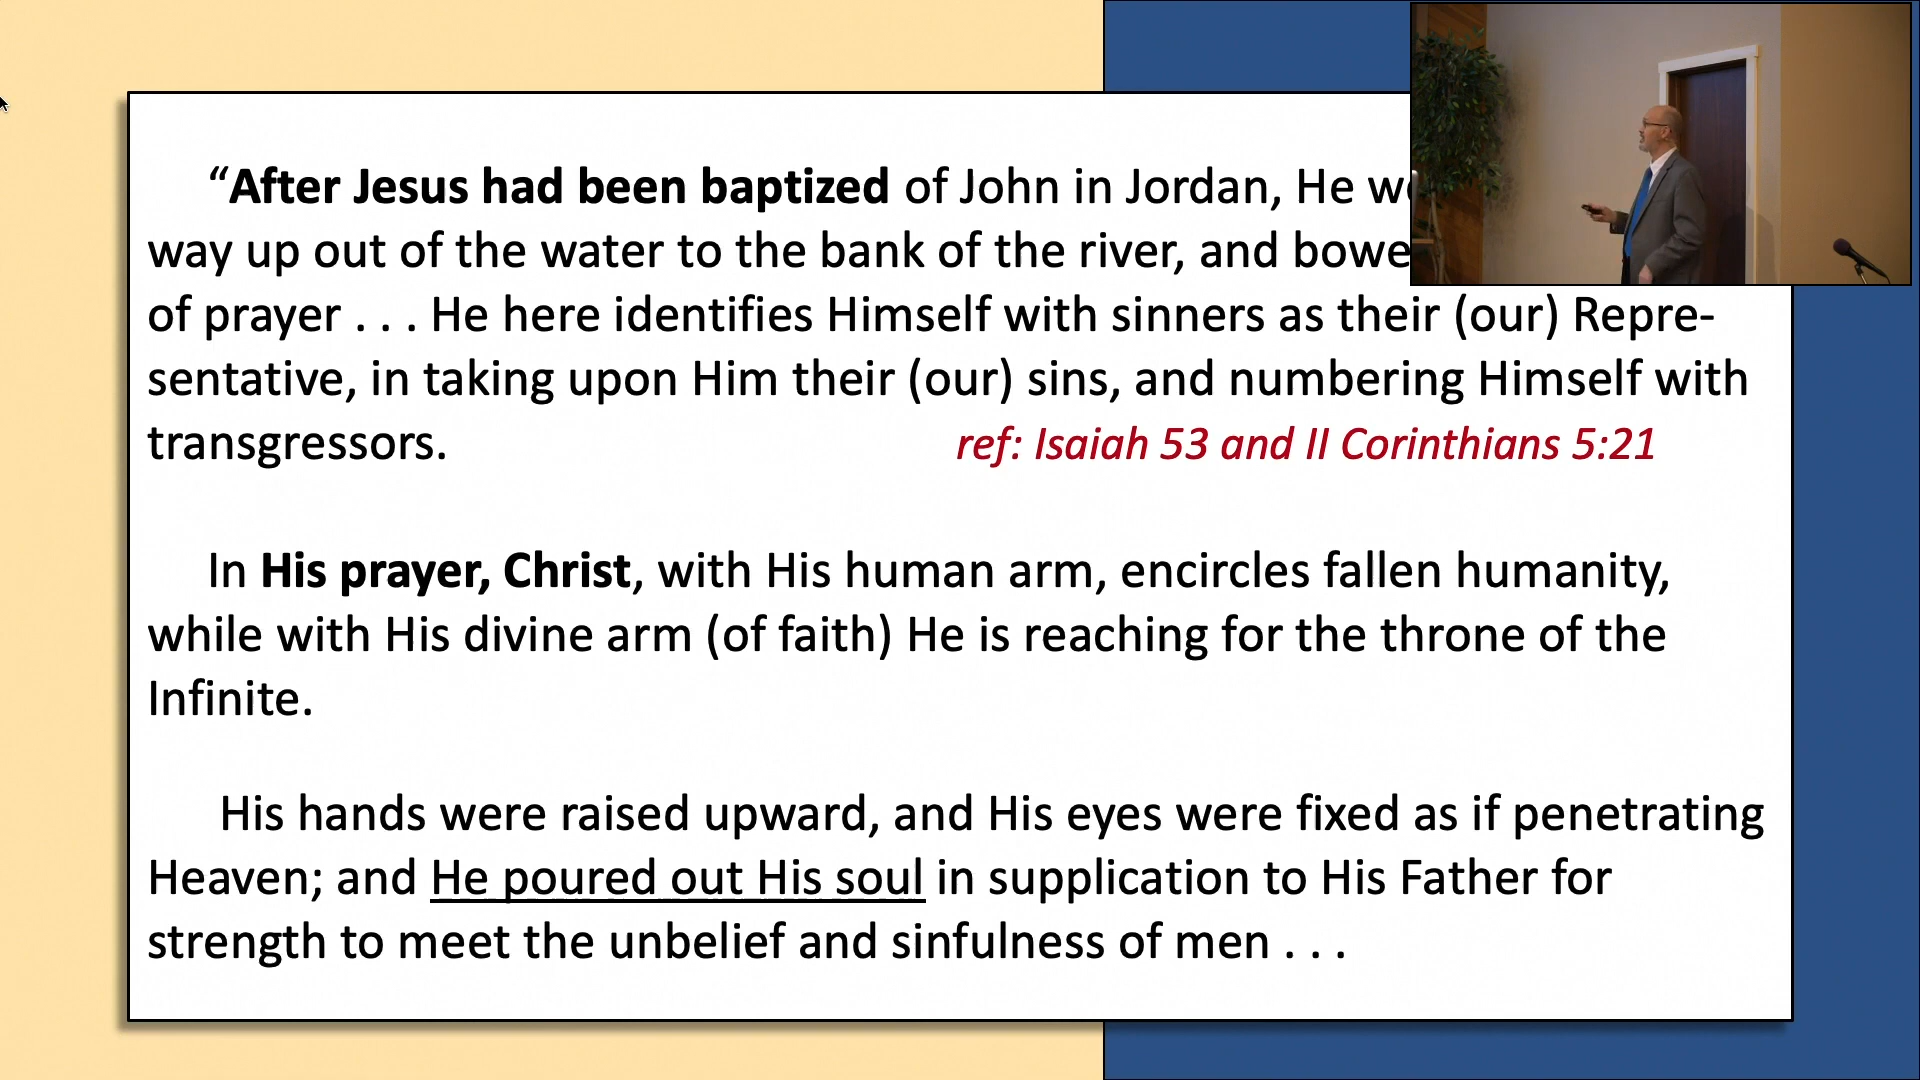 “After Jesus had been baptized of John in Jordan, He
way up out of the water to the bank of the river, and
of prayer . . . He here identifies Himself with sinners as their (our) Repre-
sentative, in taking upon Him their (our) sins, and numbering Himself with
transgressors. ref: Isaiah 53 and II Corinthians 5:21
In His prayer, Christ, with His human arm, encircles fallen humanity,
while with His divine arm (of faith) He is reaching for the throne of the
Infinite.
His hands were raised upward, and His eyes were fixed as if penetrating
Heaven; and He poured out His soul in supplication to His Father for
strength to meet the unbelief and sinfulness of men . . .